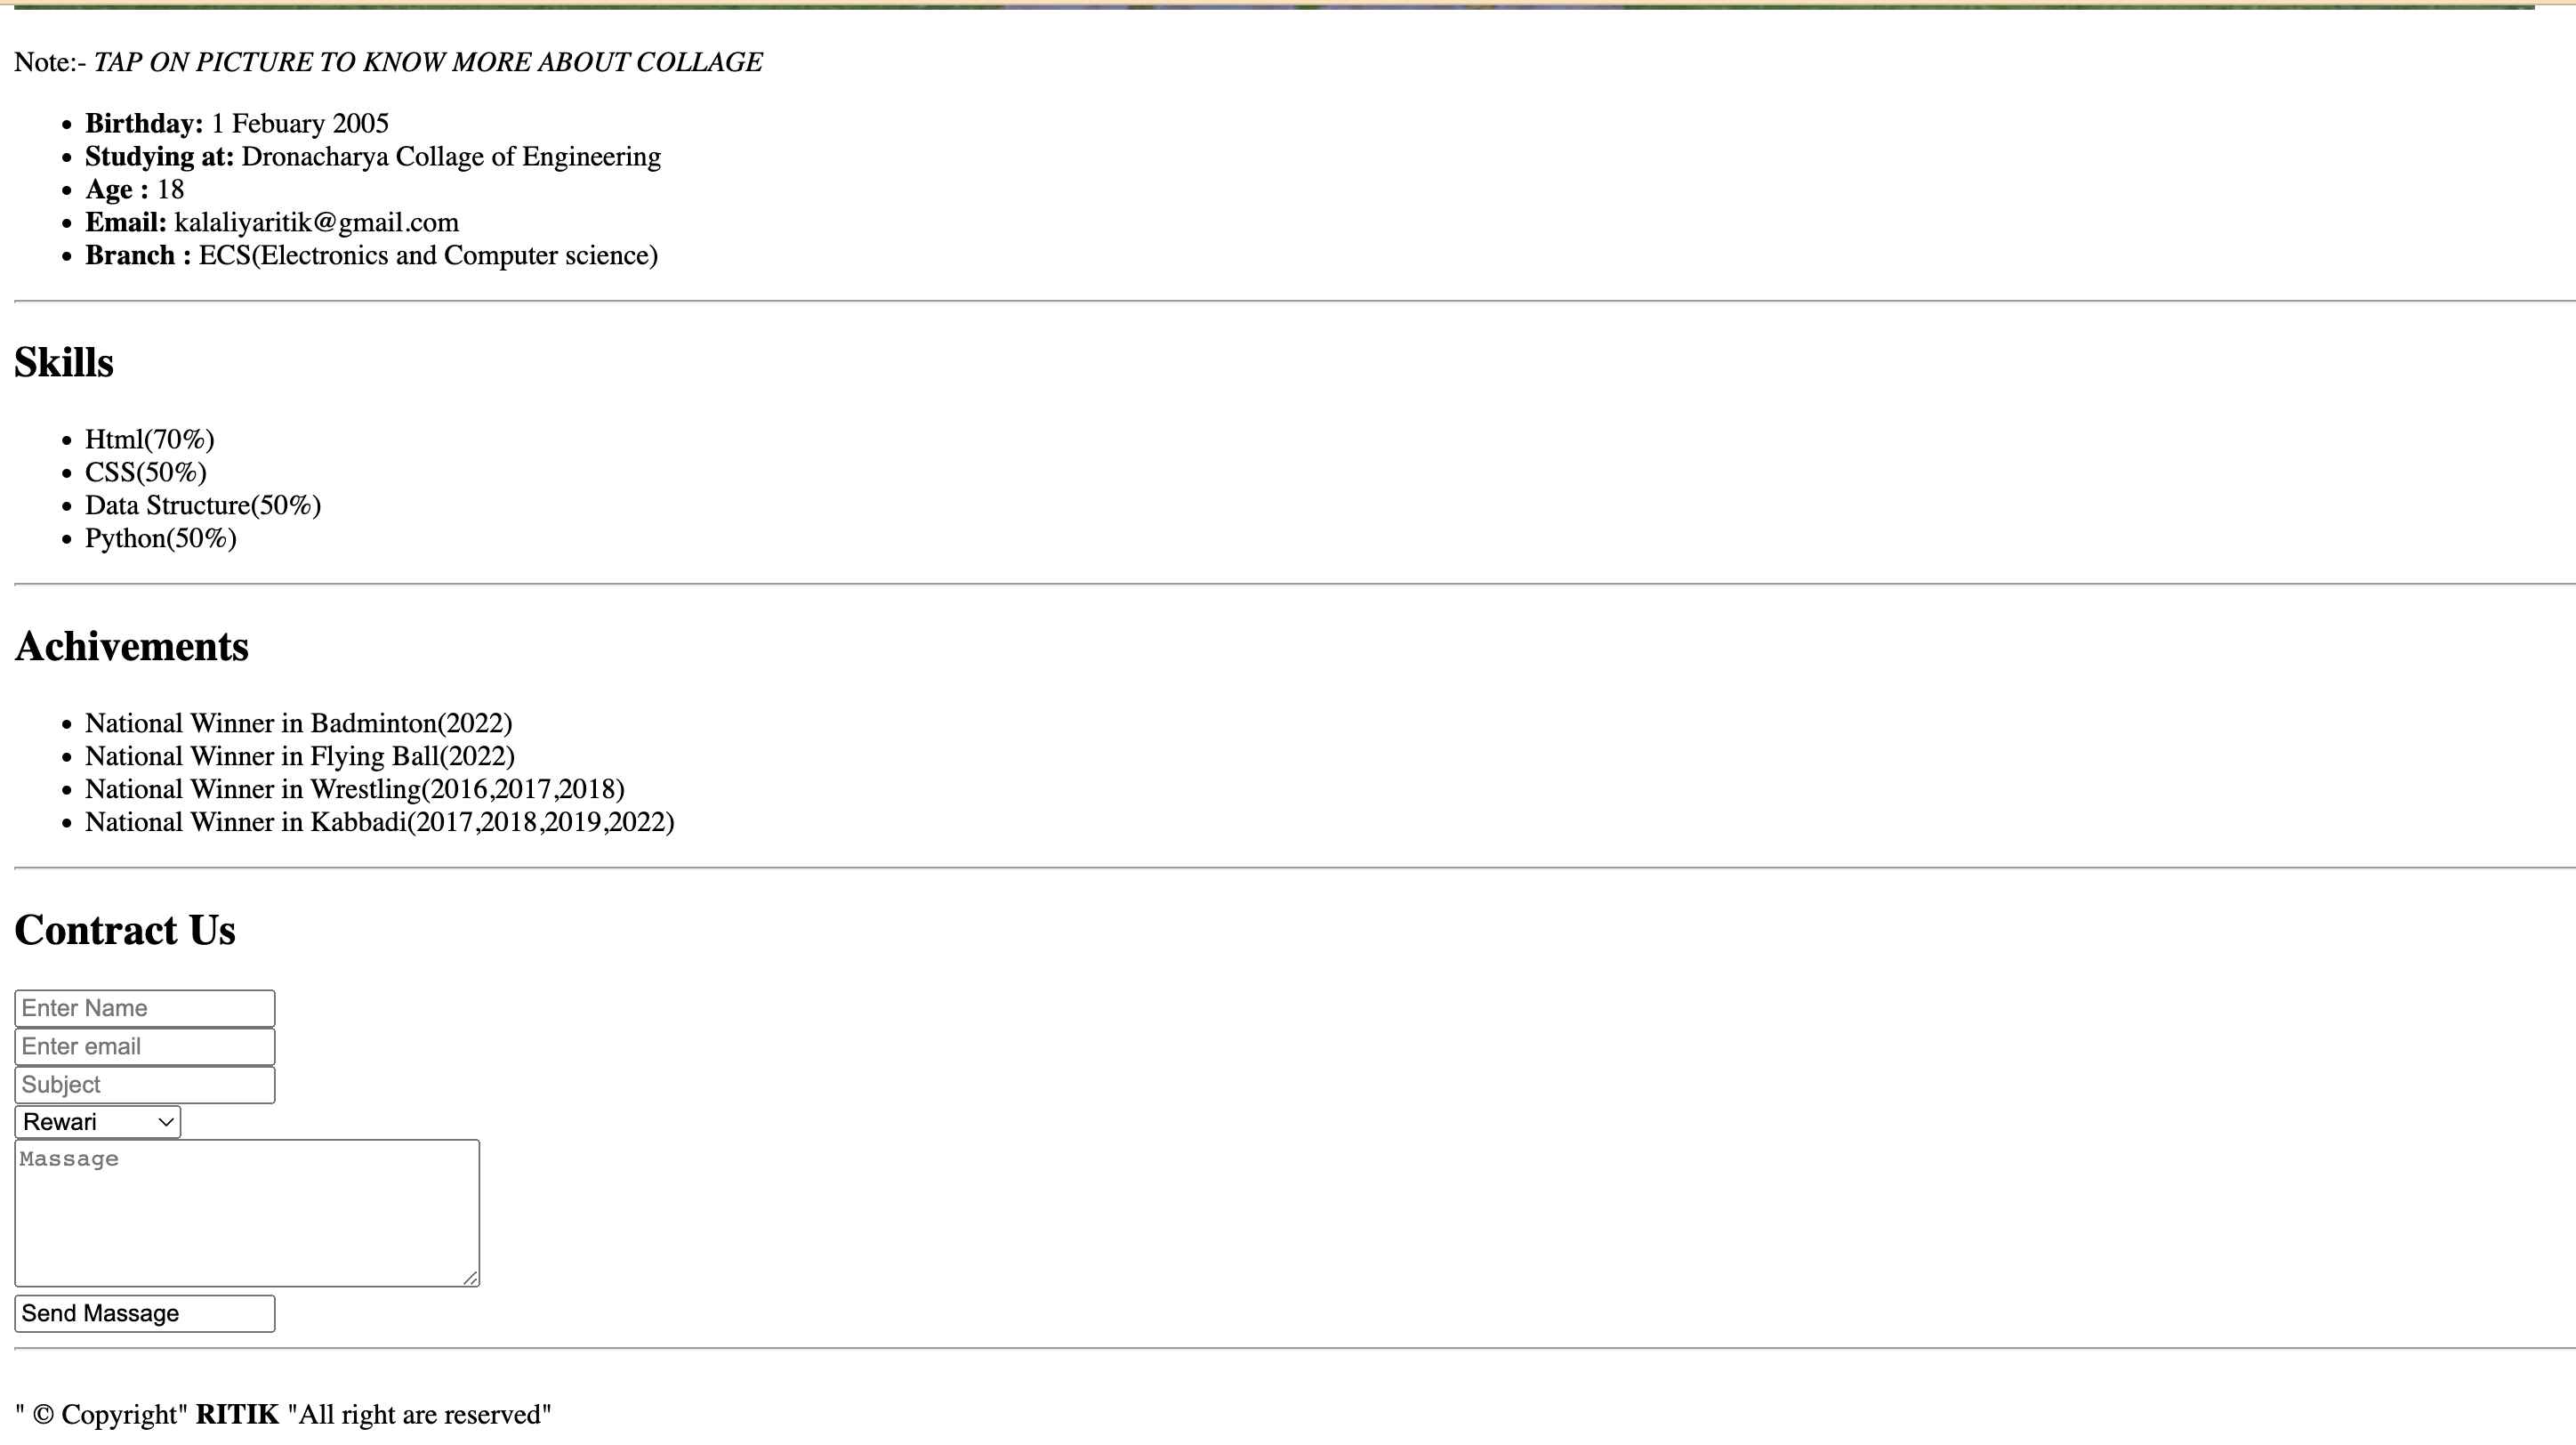 Note:- TAP ON PICTURE TO KNOW MORE ABOUT COLLAGE
Birthday: 1 Febuary 2005
Studying at: Dronacharya Collage of Engineering
Age : 18
Email: kalaliyaritik@gmail.com
Branch : ECS(Electronics and Computer science)
Skills
Html(70%)
CSS(50%)
Data Structure(50%)
Python(50%)
Achivements
National Winner in Badminton(2022)
National Winner in Flying Ball(2022)
National Winner in Wrestling(2016,2017,2018)
National Winner in Kabbadi(2017,2018,2019,2022)
Contract Us
Enter Name
Enter email
Subject
Rewari
Massage
Send Massage
" © Copyright" RITIK "All right are reserved"